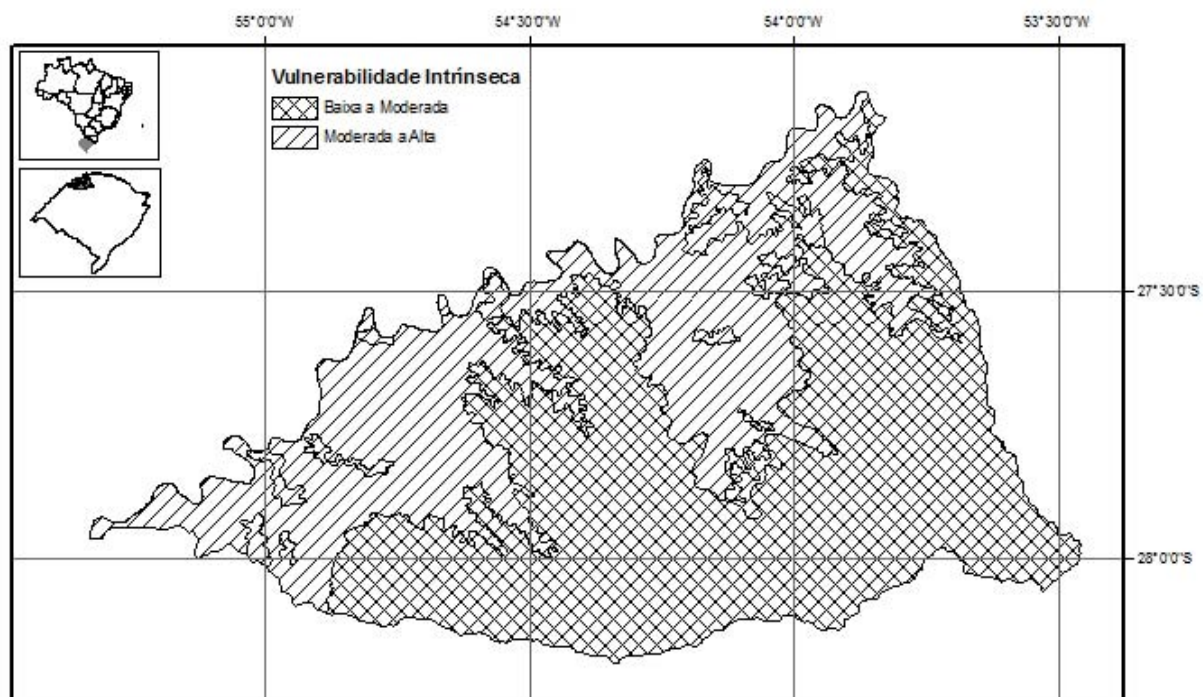 55°0'0"W 54°30'0"W 54°0'0"W 53°30'0"W
Vulnerabilidade Intrínseca
Baixa a Moderada
Moderada a Alta
27°30'0"S
28°0'0"S